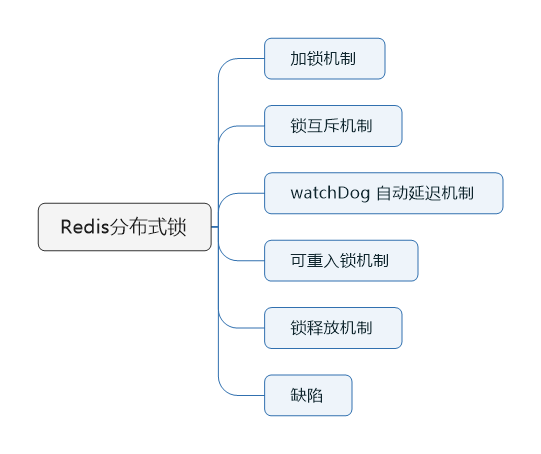 加锁机制
锁互斥机制
watchDog 自动延迟机制
Redis分布式锁
可重入锁机制
锁释放机制
缺陷